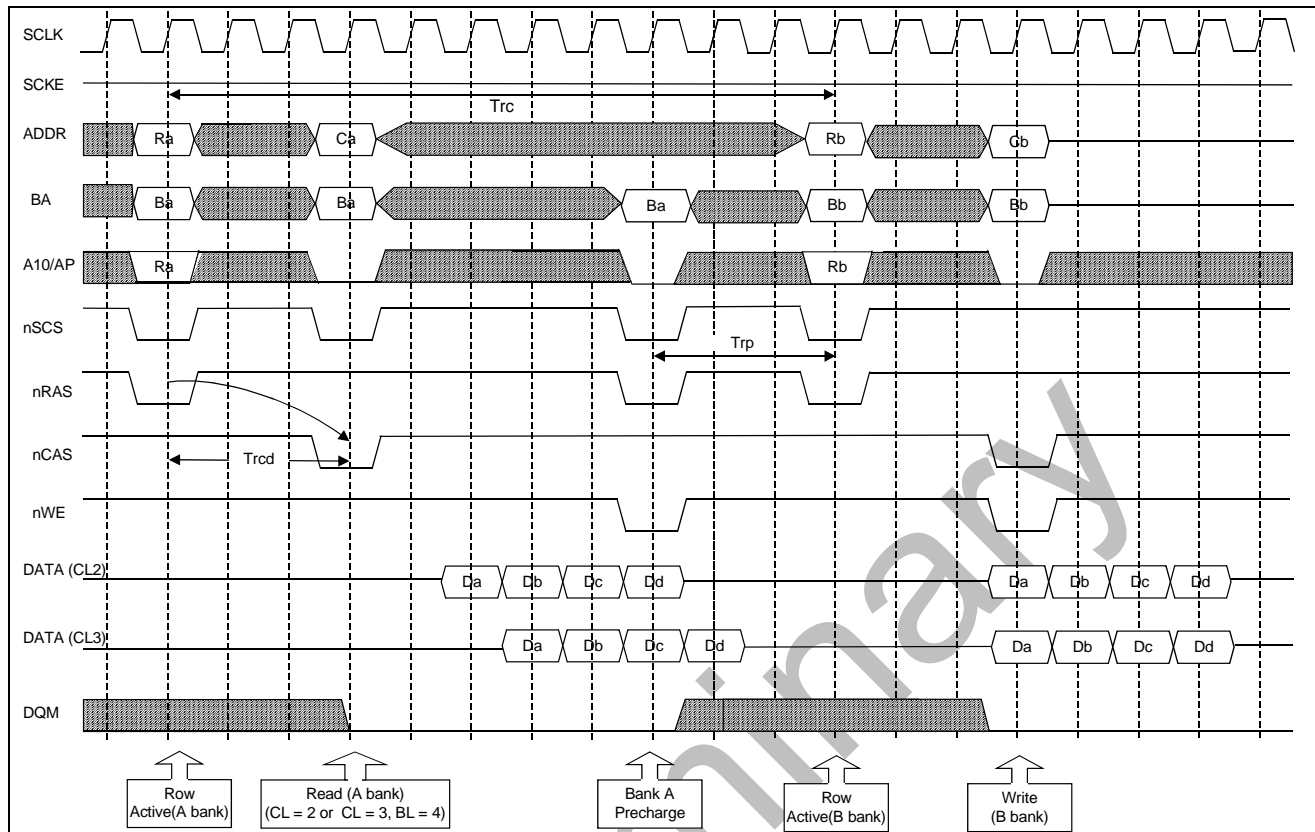 SCLK
SCKE
Trc
ADDR Ra Ca Rb Cb
BA Ba Ba Ba Bb Bb
A10/AP Ra Rb
nSCS
Trp
nRAS
nCAS
Trcd
nWE
DATA (CL2) Da Db Dc Dd Da Db Dc Dd
DATA (CL3) Da Db Dc Dd Da Db Dc Dd
DQM
Row
Active(A bank)
Read (A bank)
(CL = 2 or CL = 3, BL = 4)
Bank A
Precharge
Row
Active(B bank)
Write
(B bank)
inary